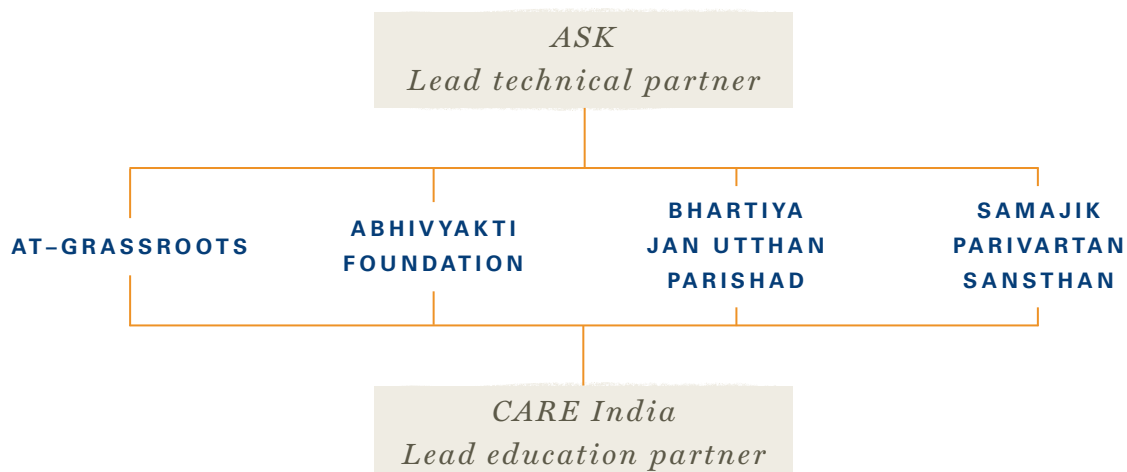 ASK
Lead technical partner
AT–GRASSROOTS
ABHIVYAKTI
FOUNDATION
BHARTIYA
JAN UTTHAN
PARISHAD
SAMAJIK
PARIVARTAN
SANSTHAN
CARE India
Lead education partner